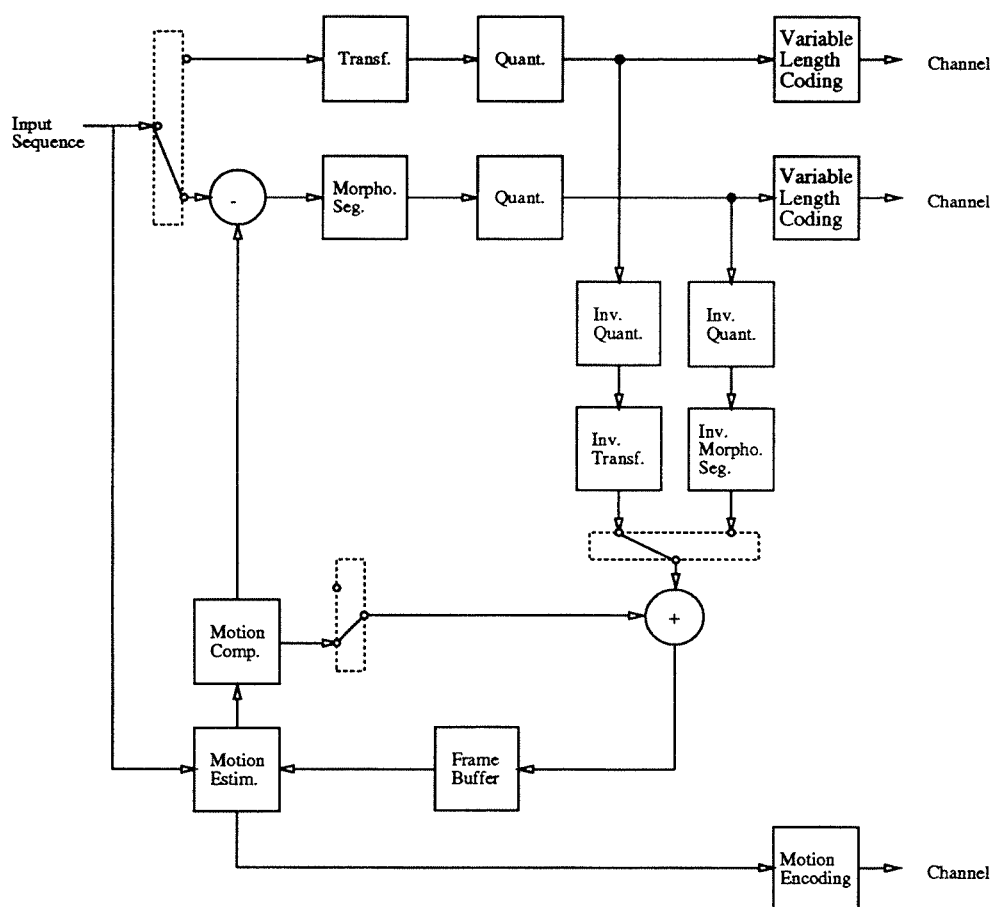 Transf.
Quant.
Variable
Length
Coding
Channel
Input
Sequence
-
Morpho.
Seg.
Quant.
Variable
Length
Coding
Channel
Inv.
Quant.
Inv.
Quant.
Inv.
Transf.
Inv.
Morpho.
Seg.
Motion
Comp.
+
Motion
Estim.
Frame
Buffer
Motion
Encoding
Channel